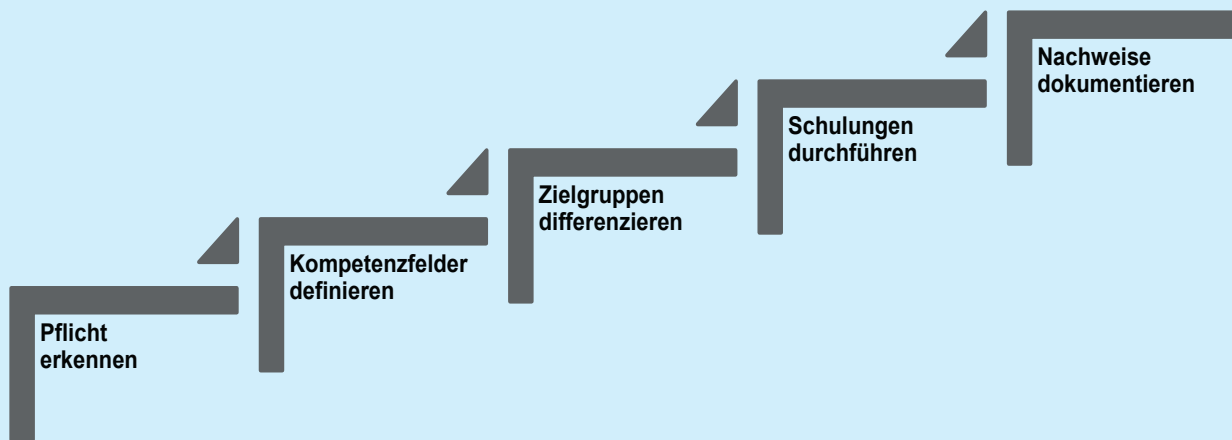 Pflicht
erkennen
Kompetenzfelder
definieren
Zielgruppen
differenzieren
Schulungen
durchführen
Nachweise
dokumentieren